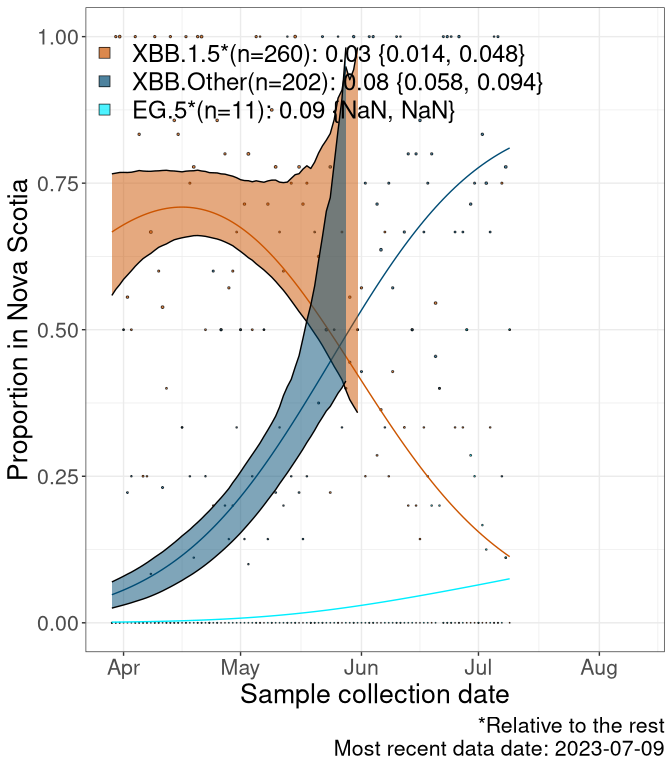 1.00
XBB.1.5*(n=260): 0.03 {0.014, 0.048}
XBB.Other(n=202): 0.08 {0.058, 0.094}
EG.5*(n=11): 0.09 {NaN, NaN}
0.75
0.50
0.25
0.00
Proportion in Nova Scotia
Apr May Jun Jul Aug
Sample collection date
*Relative to the rest
Most recent data date: 2023-07-09